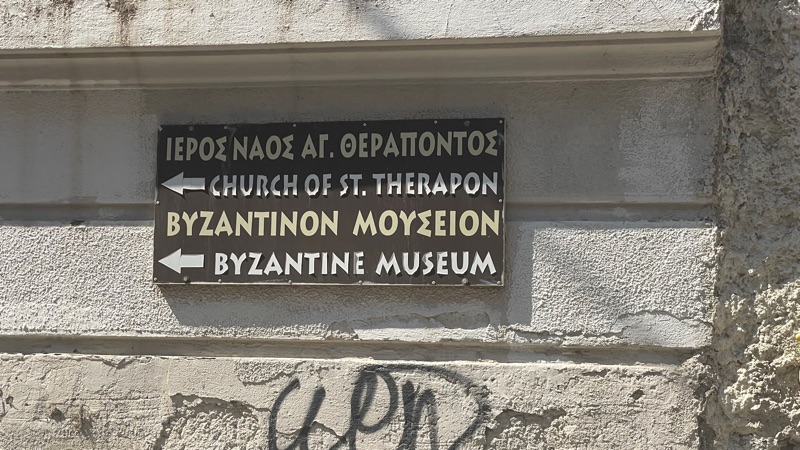 ΙΕΡΟΣ ΝΑΟΣ ΑΓ. ΘΕΡΑΠΟΝΤΟΣ
CHURCH OF ST. THERAPON
ΒΥΖΑΝΤΙΝΟΝ ΜΟΥΣΕΙΟΝ
BYZANTINE MUSEUM